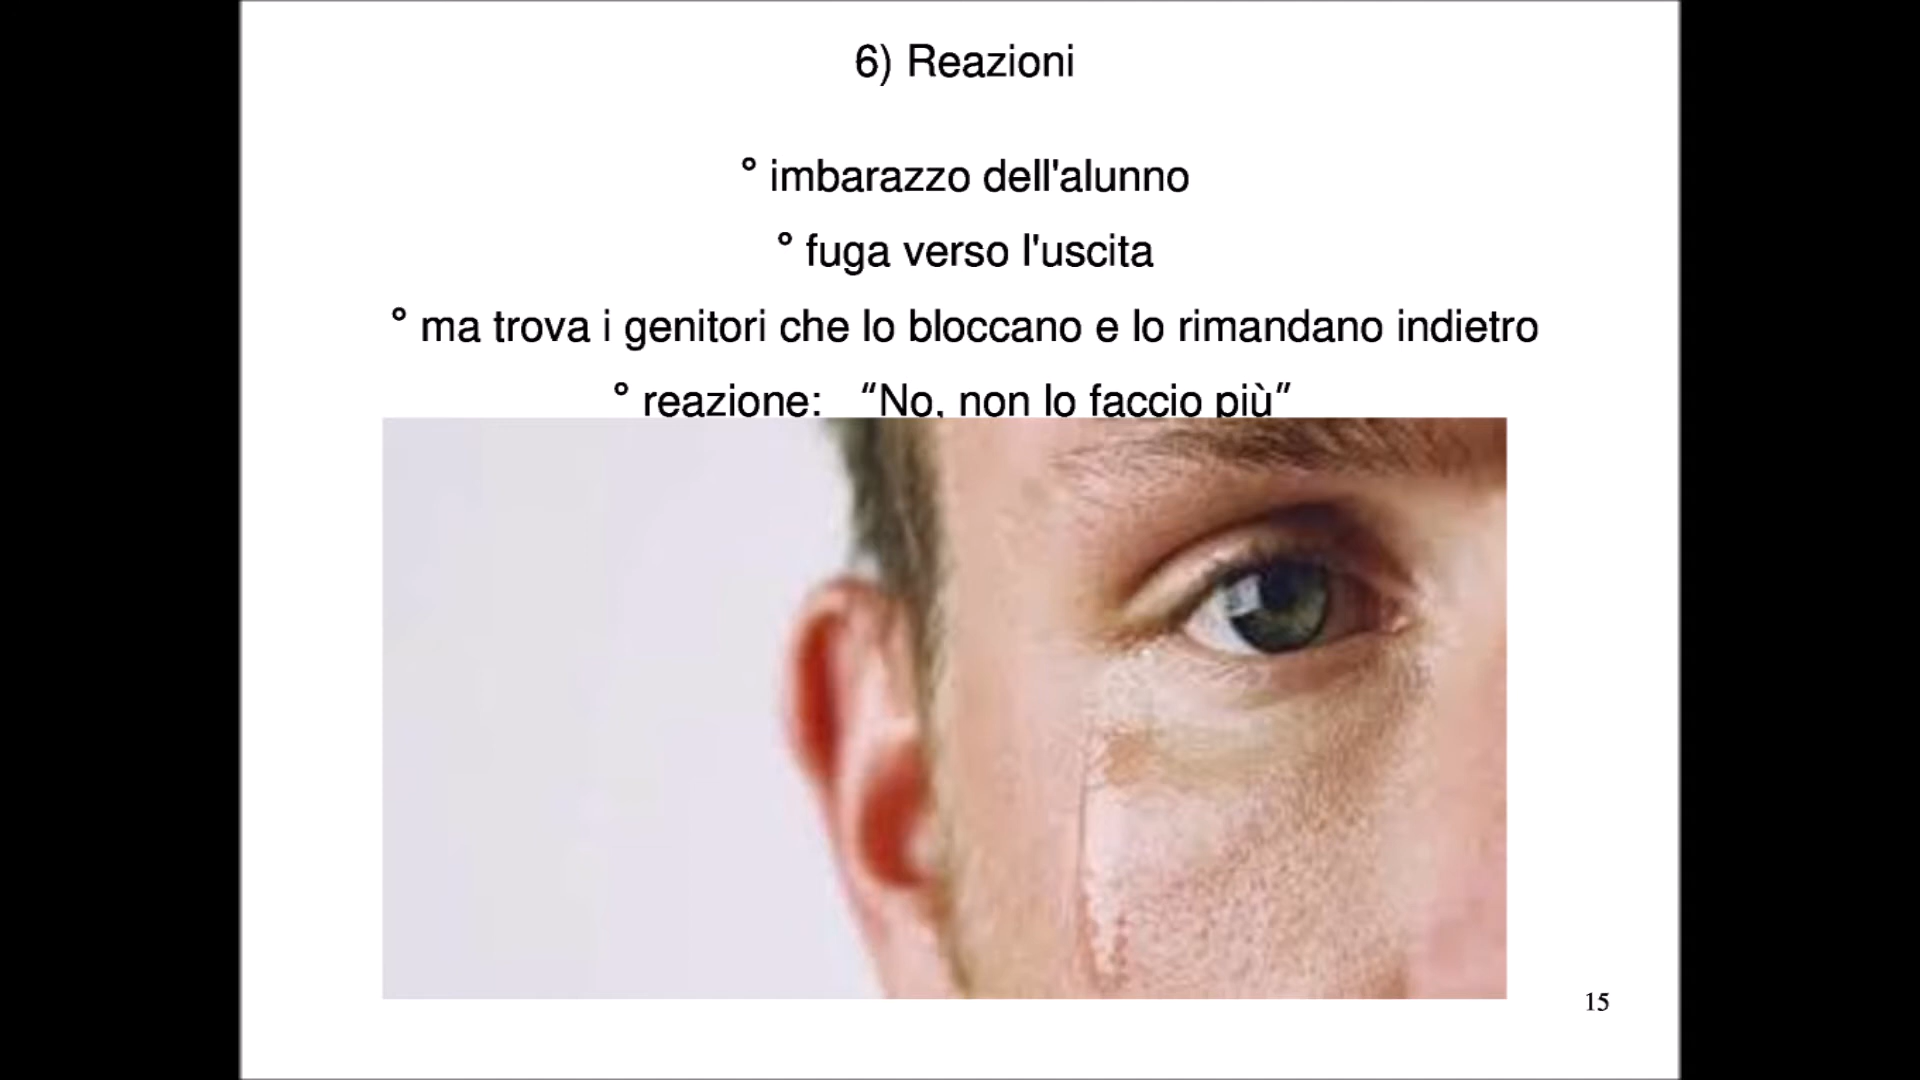 6) Reazioni
° imbarazzo dell'alunno
° fuga verso l'uscita
° ma trova i genitori che lo bloccano e lo rimandano indietro
° reazione: “No, non lo faccio più”
15